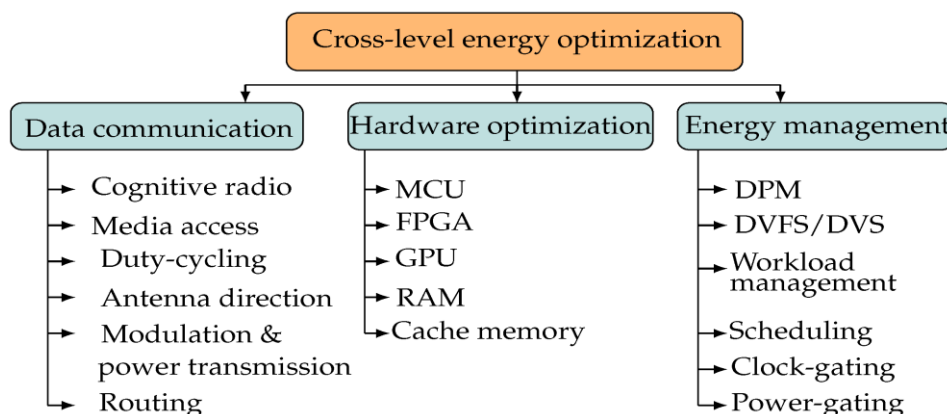 Cross-level energy optimization
Data communication
Cognitive radio
Media access
Duty-cycling
Antenna direction
Modulation &
power transmission
Routing
Hardware optimization
MCU
FPGA
GPU
RAM
Cache memory
Energy management
DPM
DVFS/DVS
Workload
management
Scheduling
Clock-gating
Power-gating